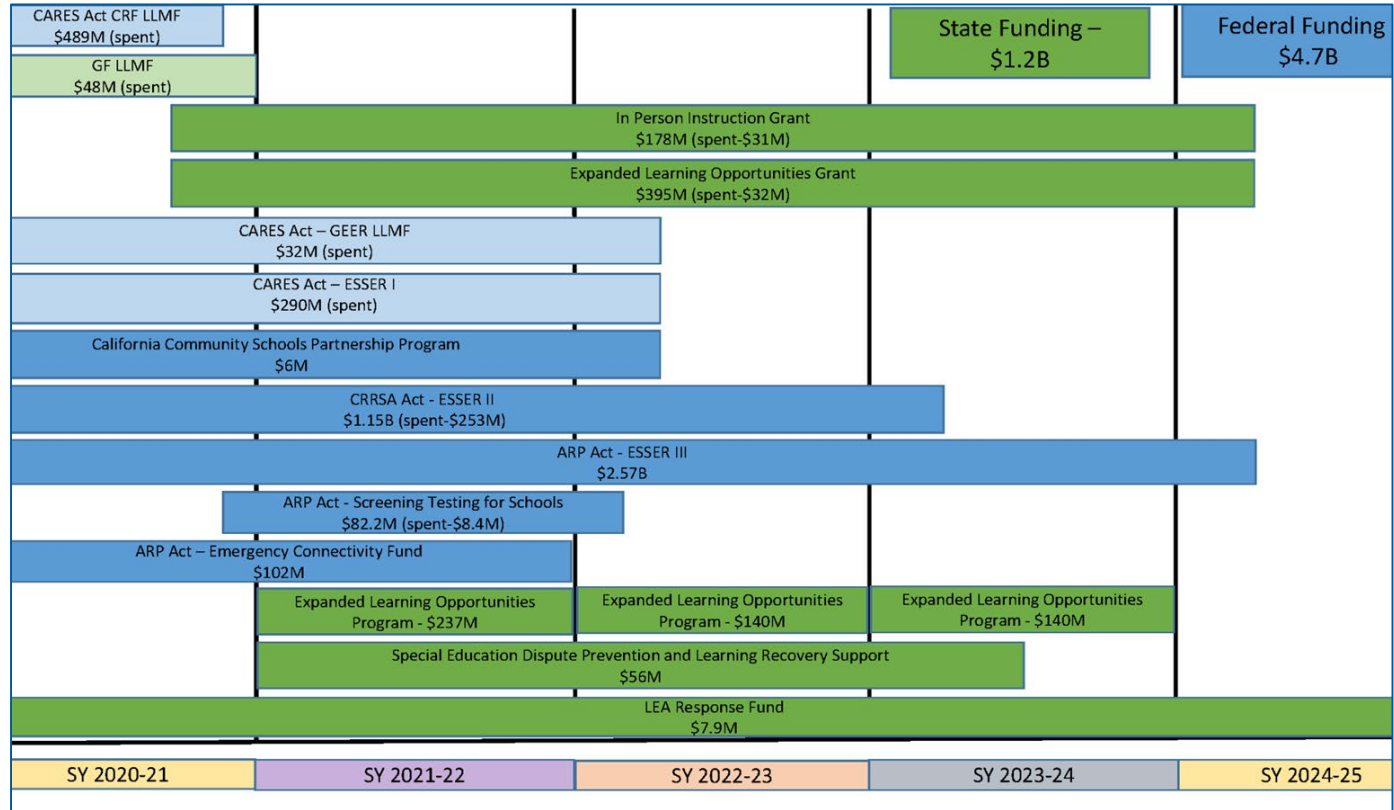 CARES Act CRF LLMF
$489M (spent)
State Funding –
$1.2B
Federal Funding
$4.7B
GF LLMF
$48M (spent)
In Person Instruction Grant
$178M (spent-$31M)
Expanded Learning Opportunities Grant
$395M (spent-$32M)
CARES Act – GEER LLMF
$32M (spent)
CARES Act – ESSER I
$290M (spent)
California Community Schools Partnership Program
$6M
CRRSA Act - ESSER II
$1.15B (spent-$253M)
ARP Act - ESSER III
$2.57B
ARP Act - Screening Testing for Schools
$82.2M (spent-$8.4M)
ARP Act – Emergency Connectivity Fund
$102M
Expanded Learning Opportunities
Program - $237M
Expanded Learning Opportunities
Program - $140M
Expanded Learning Opportunities
Program - $140M
Special Education Dispute Prevention and Learning Recovery Support
$56M
LEA Response Fund
$7.9M
SY 2020-21
SY 2021-22
SY 2022-23
SY 2023-24
SY 2024-25